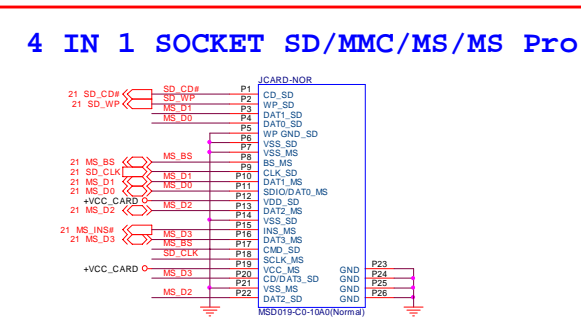 4 IN 1 SOCKET SD/MMC/MS/MS Pro
JCARD-NOR
21 SD_CD# SD_CD# P1 CD_SD
21 SD_WP SD_WP P2 WP_SD
MS_D1 P3 DAT1_SD
MS_D0 P4 DAT0_SD
P5 WP GND_SD
P6 VSS_SD
P7 VSS_MS
21 MS_BS MS_BS P8 BS_MS
21 SD_CLK P9 CLK_SD
21 MS_D1 MS_D1 P10 DAT1_MS
21 MS_D0 MS_D0 P11 SDIO/DAT0_MS
+VCC_CARD P12 VDD_SD
21 MS_D2 MS_D2 P13 DAT2_MS
P14 VSS_SD
21 MS_INS# P15 INS_MS
21 MS_D3 MS_D3 P16 DAT3_MS
MS_BS P17 CMD_SD
SD_CLK P18 SCLK_MS
+VCC_CARD P19 VCC_MS GND P23
MS_D3 P20 CD/DAT3_SD GND P24
P21 VSS_MS GND P25
MS_D2 P22 DAT2_SD GND P26
MSD019-C0-10A0(Normal)